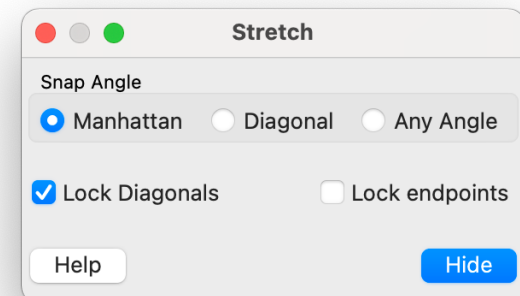 Stretch
Snap Angle
Manhattan Diagonal Any Angle
Lock Diagonals Lock endpoints
Help Hide